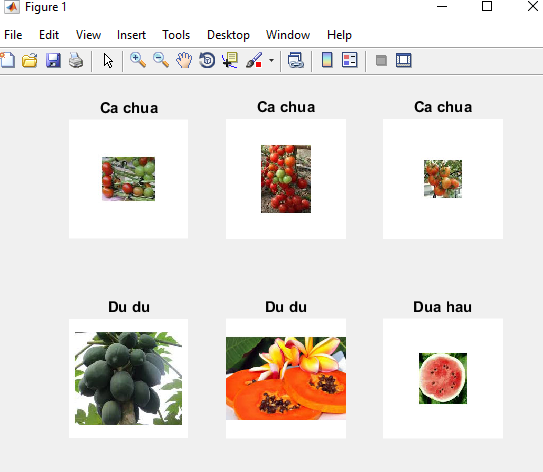 Figure 1
File Edit View Insert Tools Desktop Window Help
Ca chua Ca chua Ca chua
Du du Du du Dua hau